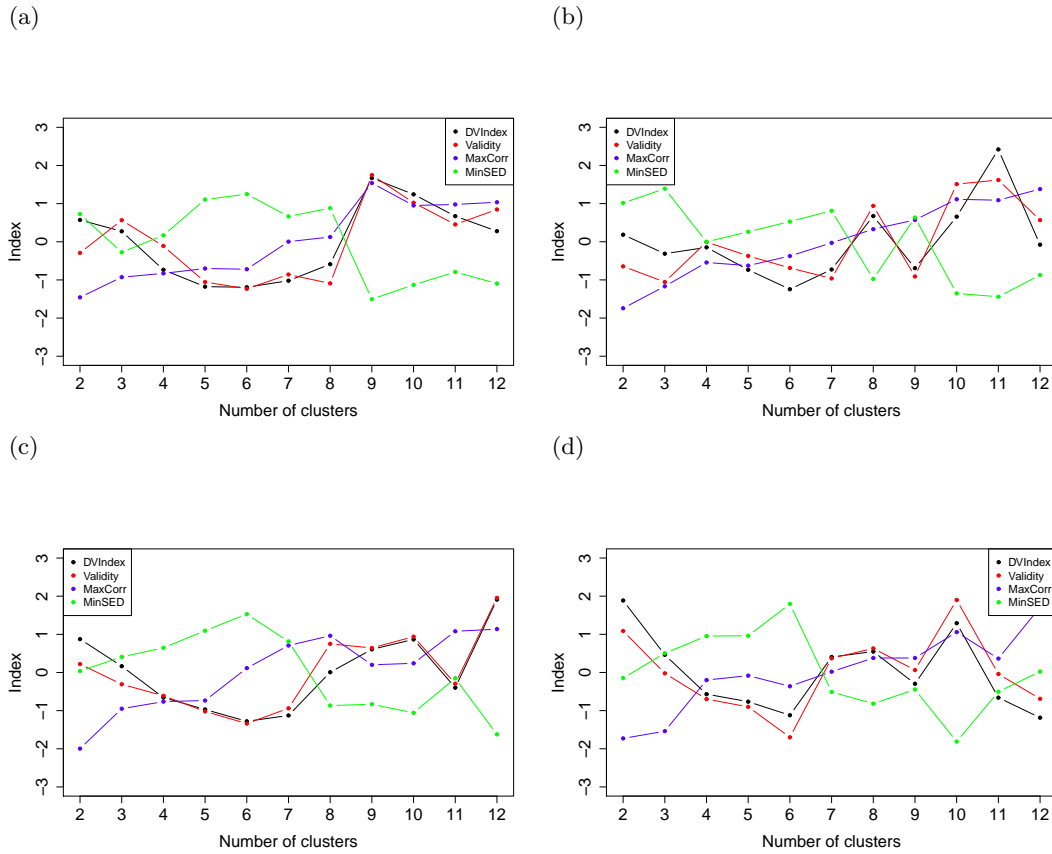 (a)
3
2
1
0
−1
−2
−3
Index
DVIndex
Validity
MaxCorr
MinSED
2 3 4 5 6 7 8 9 10 11 12
Number of clusters
(b)
3
2
1
0
−1
−2
−3
Index
DVIndex
Validity
MaxCorr
MinSED
2 3 4 5 6 7 8 9 10 11 12
Number of clusters
(c)
3
2
1
0
−1
−2
−3
Index
DVIndex
Validity
MaxCorr
MinSED
2 3 4 5 6 7 8 9 10 11 12
Number of clusters
(d)
3
2
1
0
−1
−2
−3
Index
DVIndex
Validity
MaxCorr
MinSED
2 3 4 5 6 7 8 9 10 11 12
Number of clusters